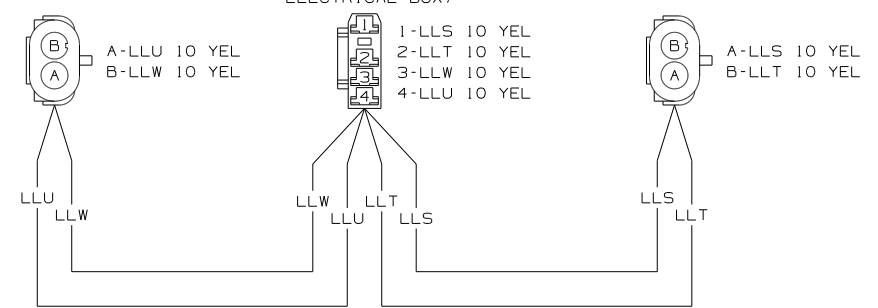 1-LLS 10 YEL
2-LLT 10 YEL
3-LLW 10 YEL
4-LLU 10 YEL
A-LLU 10 YEL
B-LLW 10 YEL
A-LLS 10 YEL
B-LLT 10 YEL
B
A
1
2
3
4
B
A
LLU
LLW
LLW
LLU
LLT
LLS
LLS
LLT